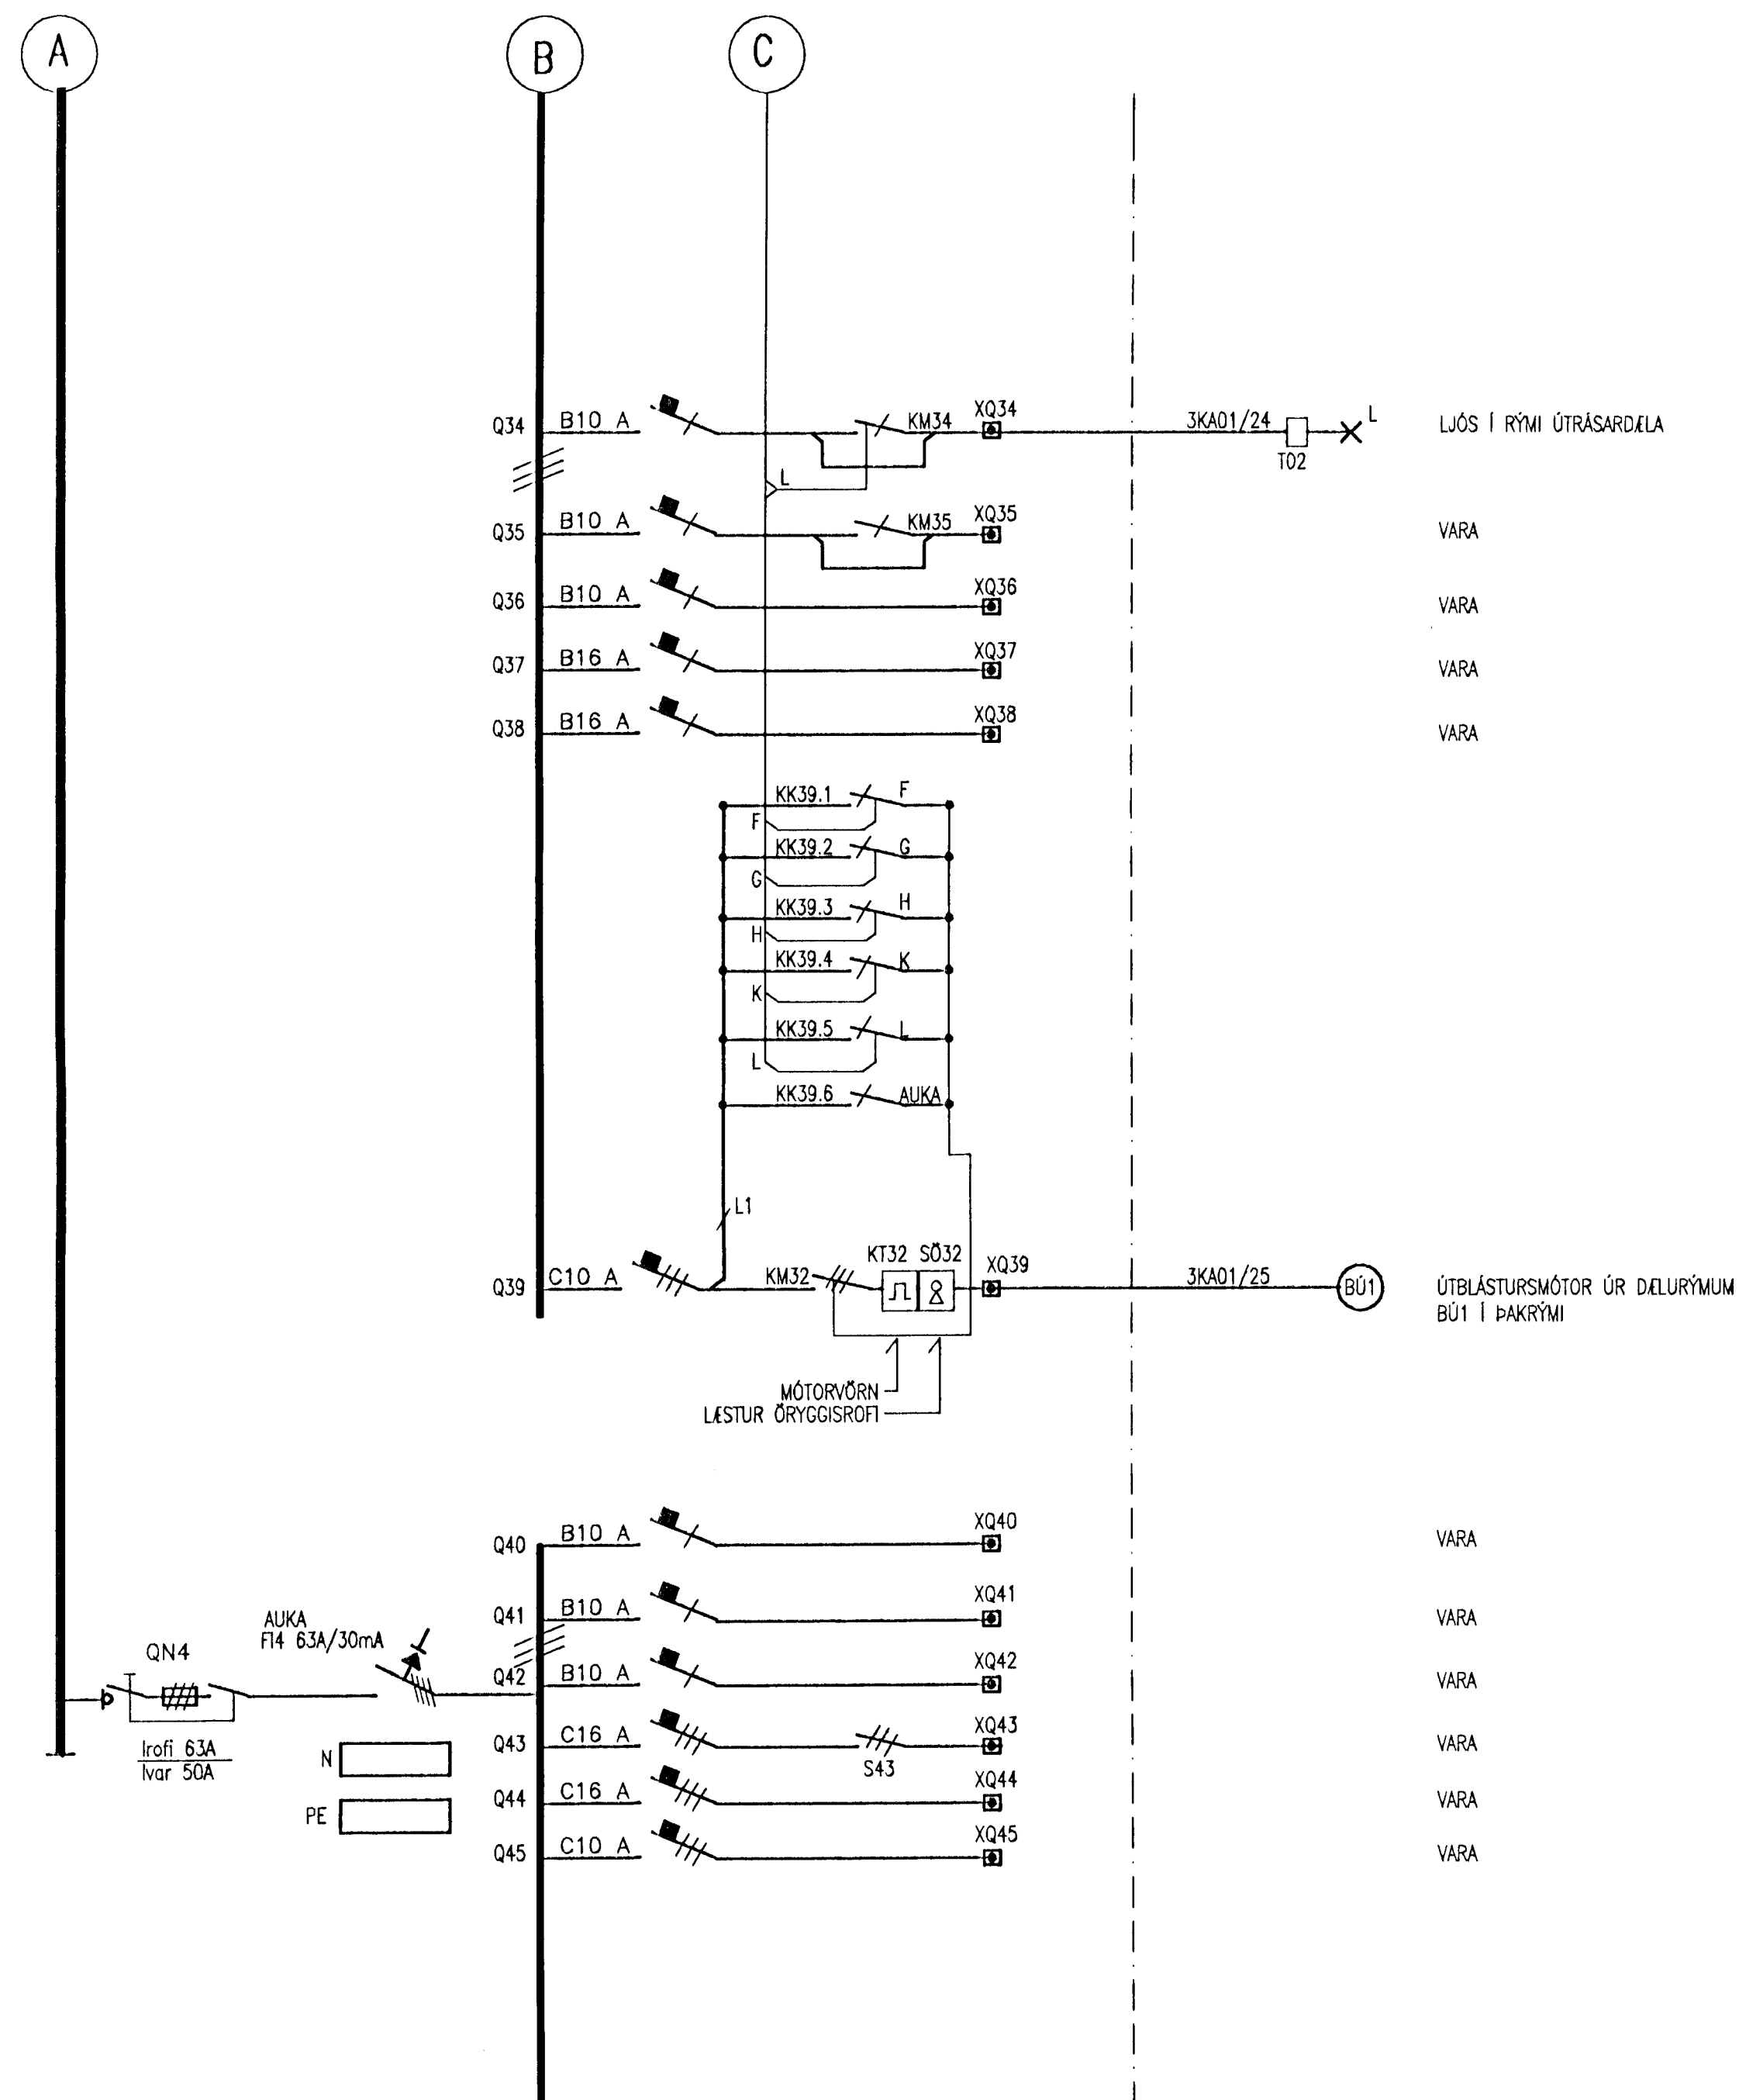 A B C
Q34 B10 A KM34 XQ34 3KA01/24 T02 L LJÓS Í RÝMI ÚTRÁSARDÆLA
L
Q35 B10 A KM35 XQ35 VARA
Q36 B10 A XQ36 VARA
Q37 B16 A XQ37 VARA
Q38 B16 A XQ38 VARA
KK39.1 F
F
KK39.2 G
G
KK39.3 H
H
KK39.4 K
K
KK39.5 L
L
KK39.6 AUKA
L1
Q39 C10 A KM32 KT32 SÖ32 XQ39 3KA01/25 BÚ1 ÚTBLÁSTURSMÓTOR ÚR DÆLURÝMUM
BÚ1 Í ÞAKRÝMI
MÓTORVÖRN
LÆSTUR ÖRYGGISROFI
Q40 B10 A XQ40 VARA
Q41 B10 A XQ41 VARA
AUKA
FI4 63A/30mA
QN4
Q42 B10 A XQ42 VARA
Irofi 63A
Ivar 50A
N
PE
Q43 C16 A S43 XQ43 VARA
Q44 C16 A XQ44 VARA
Q45 C10 A XQ45 VARA